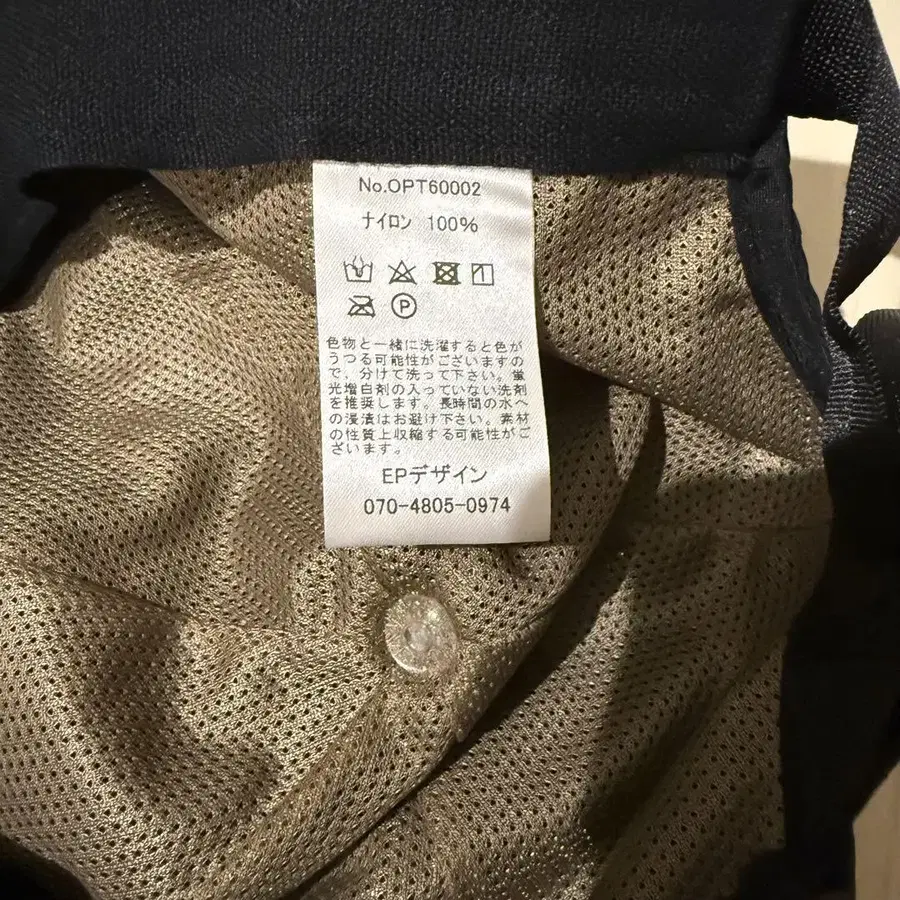 No.OPT60002
ナイロン 100%
P
色物と一緒に洗濯すると色が
うつる可能性がございますの
で、分けて洗って下さい。蛍
光増白剤の入っていない洗剤
を推奨します。長時間の水へ
の浸漬はお避け下さい。素材
の性質上収縮する可能性がご
ざいます。
EPデザイン
070-4805-0974